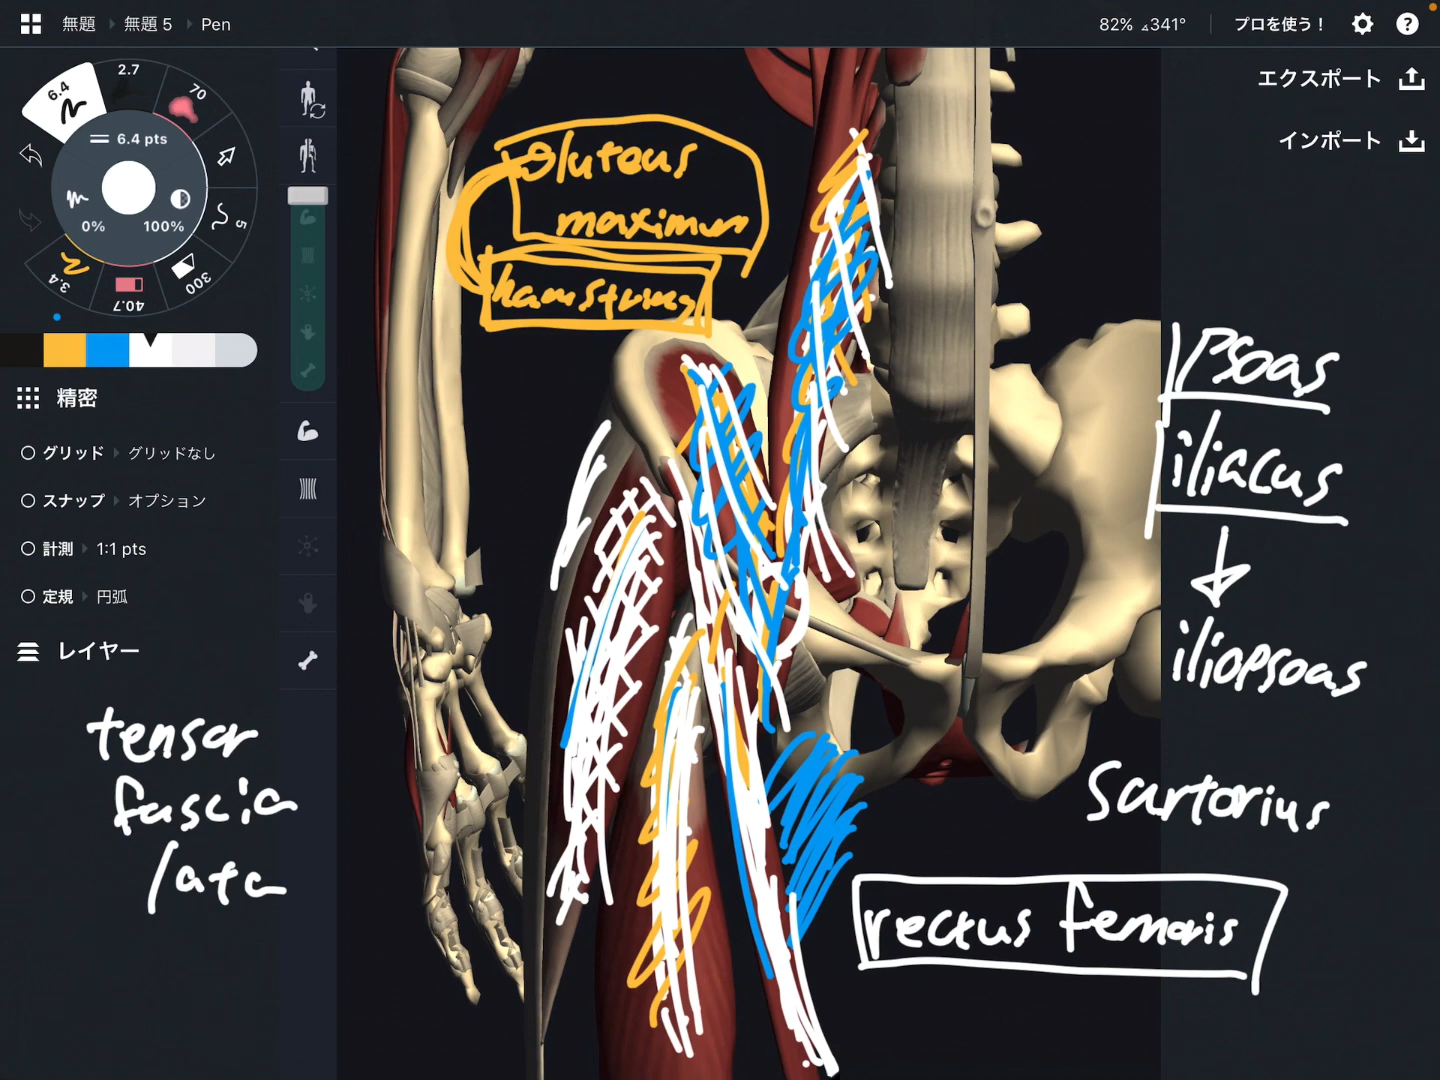 無題 無題 5 Pen
82% ⦣341° プロを使う!
エクスポート
インポート
6.4
2.7
70
5
300
40.7
3.4
6.4 pts
0% 100%
精密
グリッド グリッドなし
スナップ オプション
計測 1:1 pts
定規 円弧
レイヤー
gluteus
maximus
hamstring
psoas
iliacus
iliopsoas
Sartorius
rectus femoris
tensor
fascia
lata